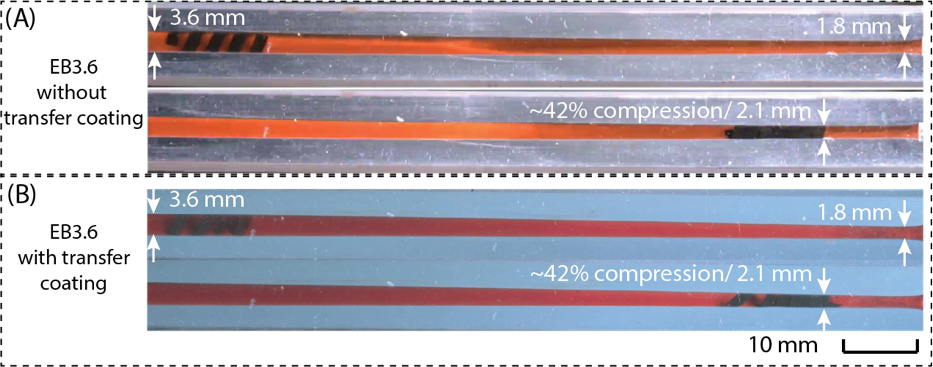 (A)
3.6 mm
1.8 mm
EB3.6
without
transfer coating
~42% compression/ 2.1 mm
(B)
3.6 mm
1.8 mm
EB3.6
with transfer
coating
~42% compression/ 2.1 mm
10 mm